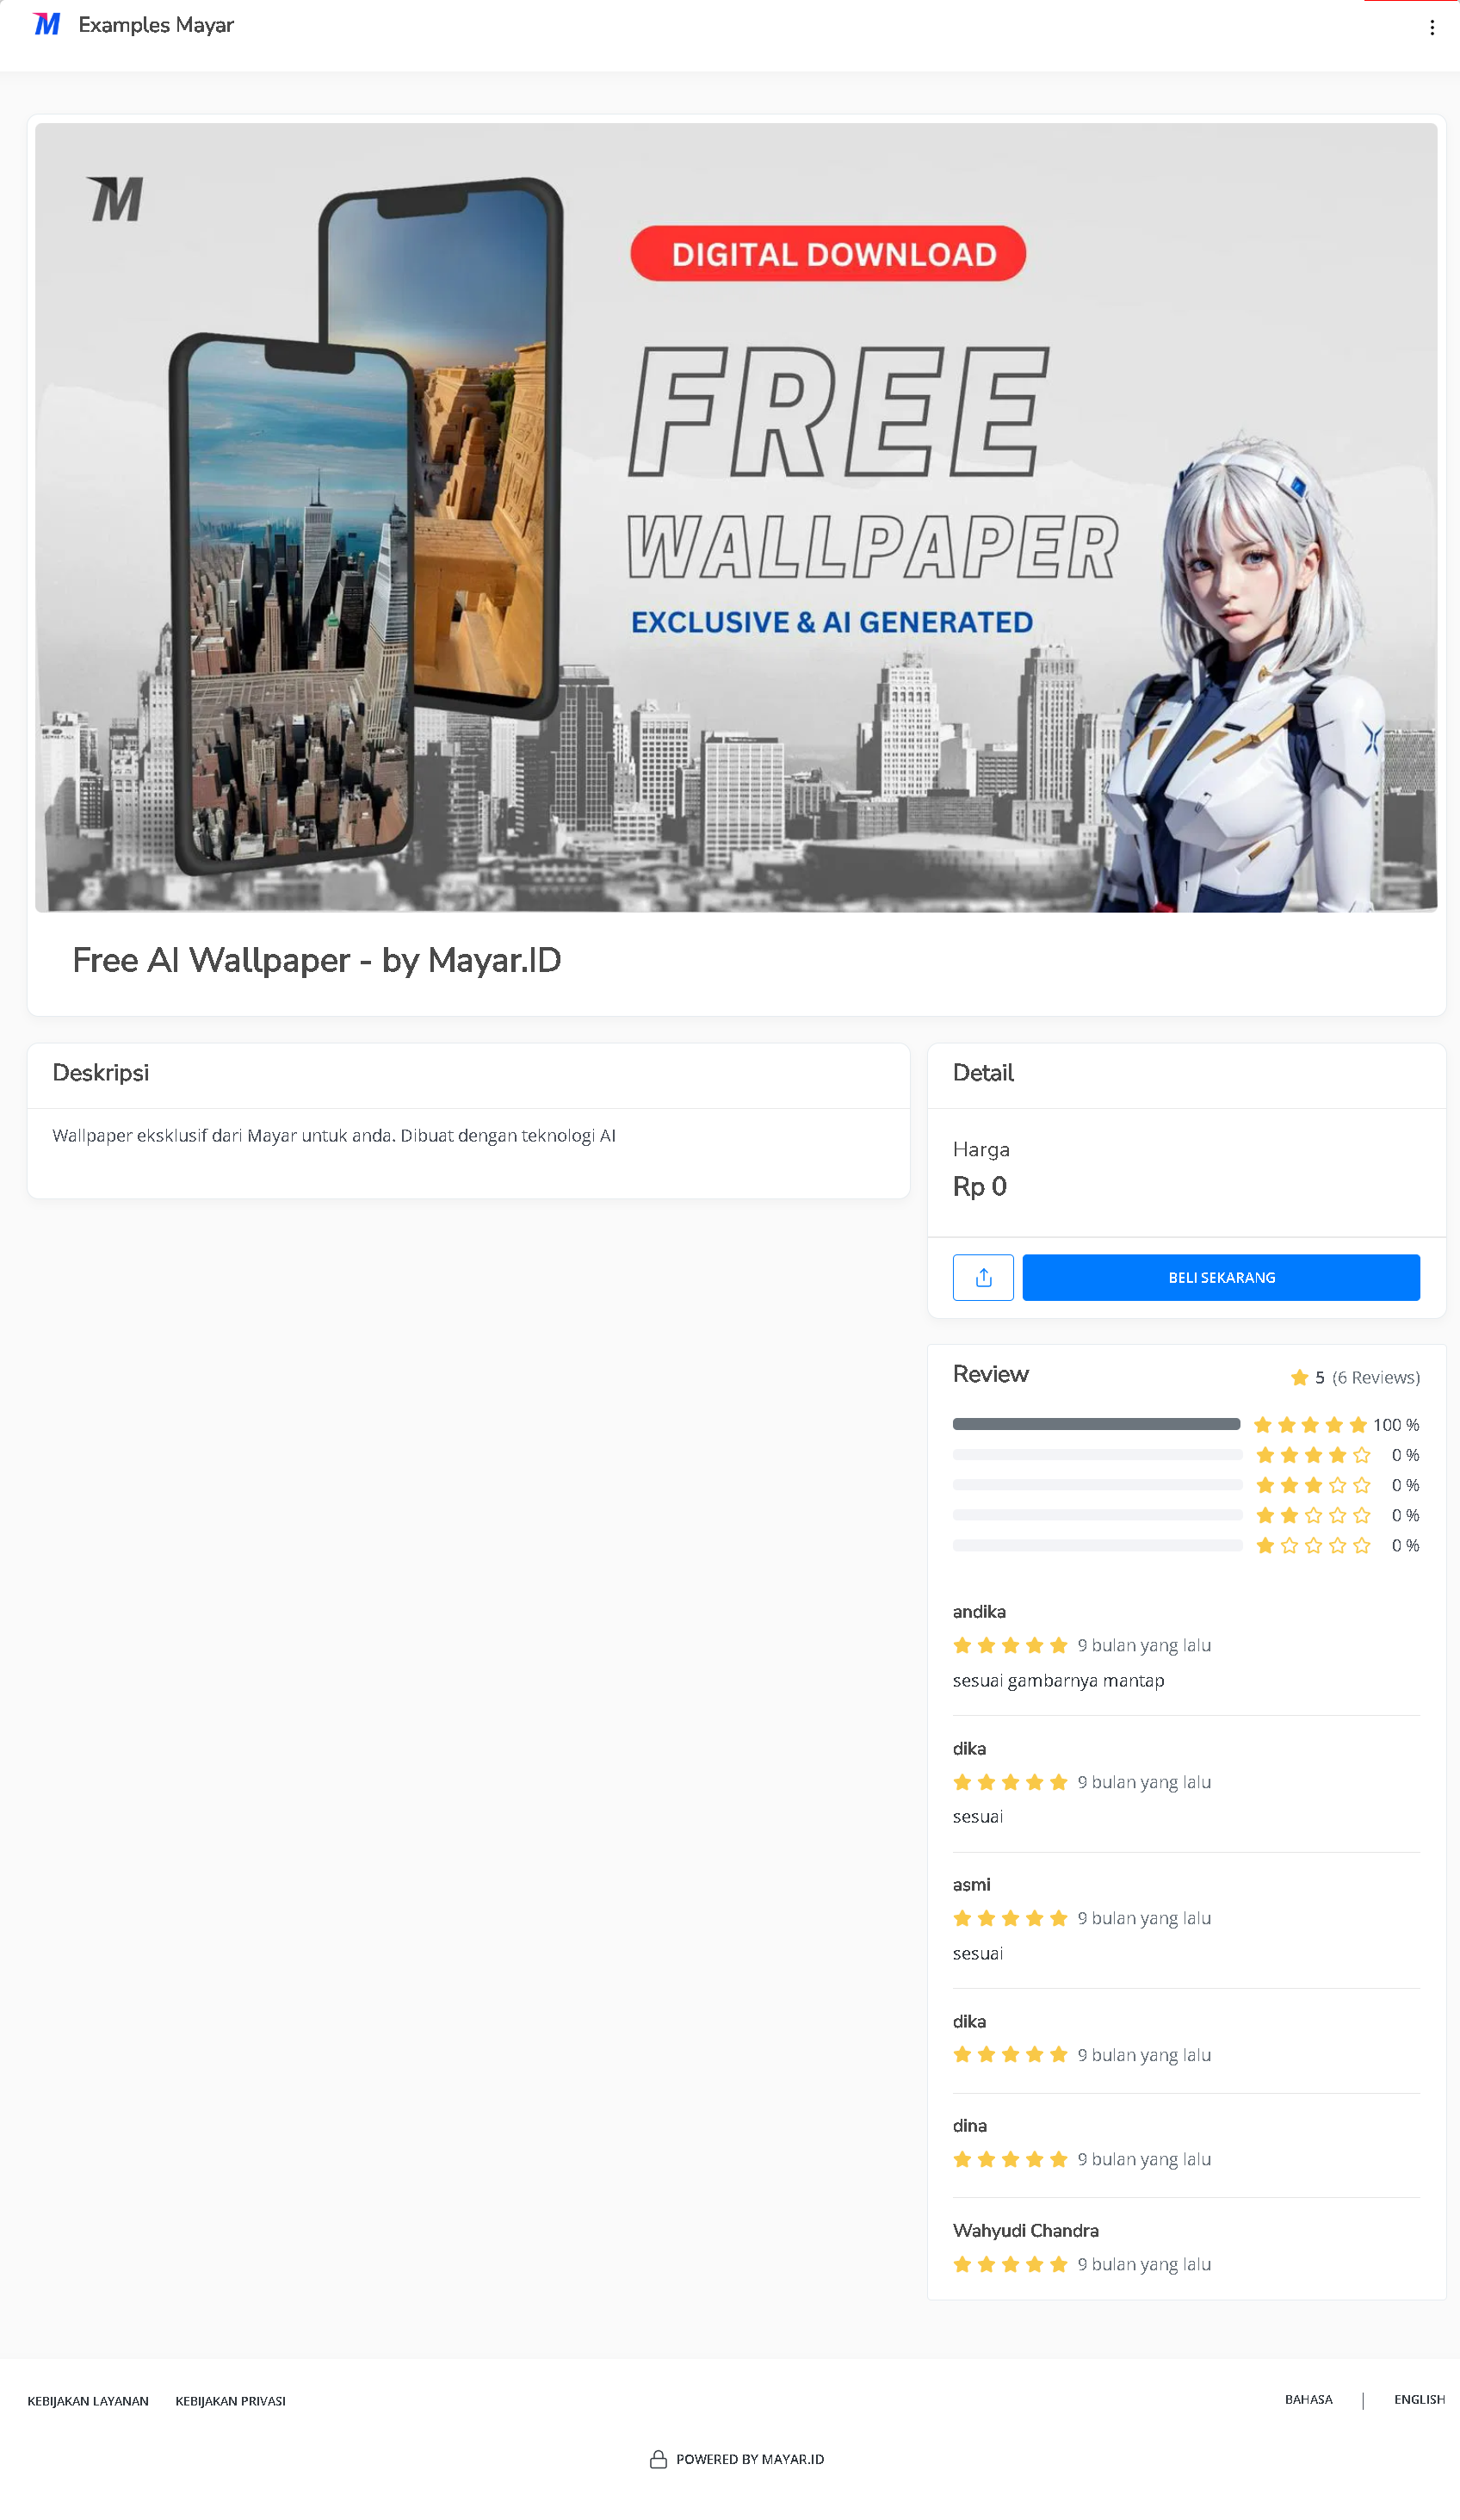 M Examples Mayar
M
DIGITAL DOWNLOAD
FREE
WALLPAPER
EXCLUSIVE & AI GENERATED
Free AI Wallpaper - by Mayar.ID
Deskripsi
Wallpaper eksklusif dari Mayar untuk anda. Dibuat dengan teknologi AI
Detail
Harga
Rp 0
BELI SEKARANG
Review
5 (6 Reviews)
100 %
0 %
0 %
0 %
0 %
andika
9 bulan yang lalu
sesuai gambarnya mantap
dika
9 bulan yang lalu
sesuai
asmi
9 bulan yang lalu
sesuai
dika
9 bulan yang lalu
dina
9 bulan yang lalu
Wahyudi Chandra
9 bulan yang lalu
KEBIJAKAN LAYANAN KEBIJAKAN PRIVASI
BAHASA | ENGLISH
POWERED BY MAYAR.ID